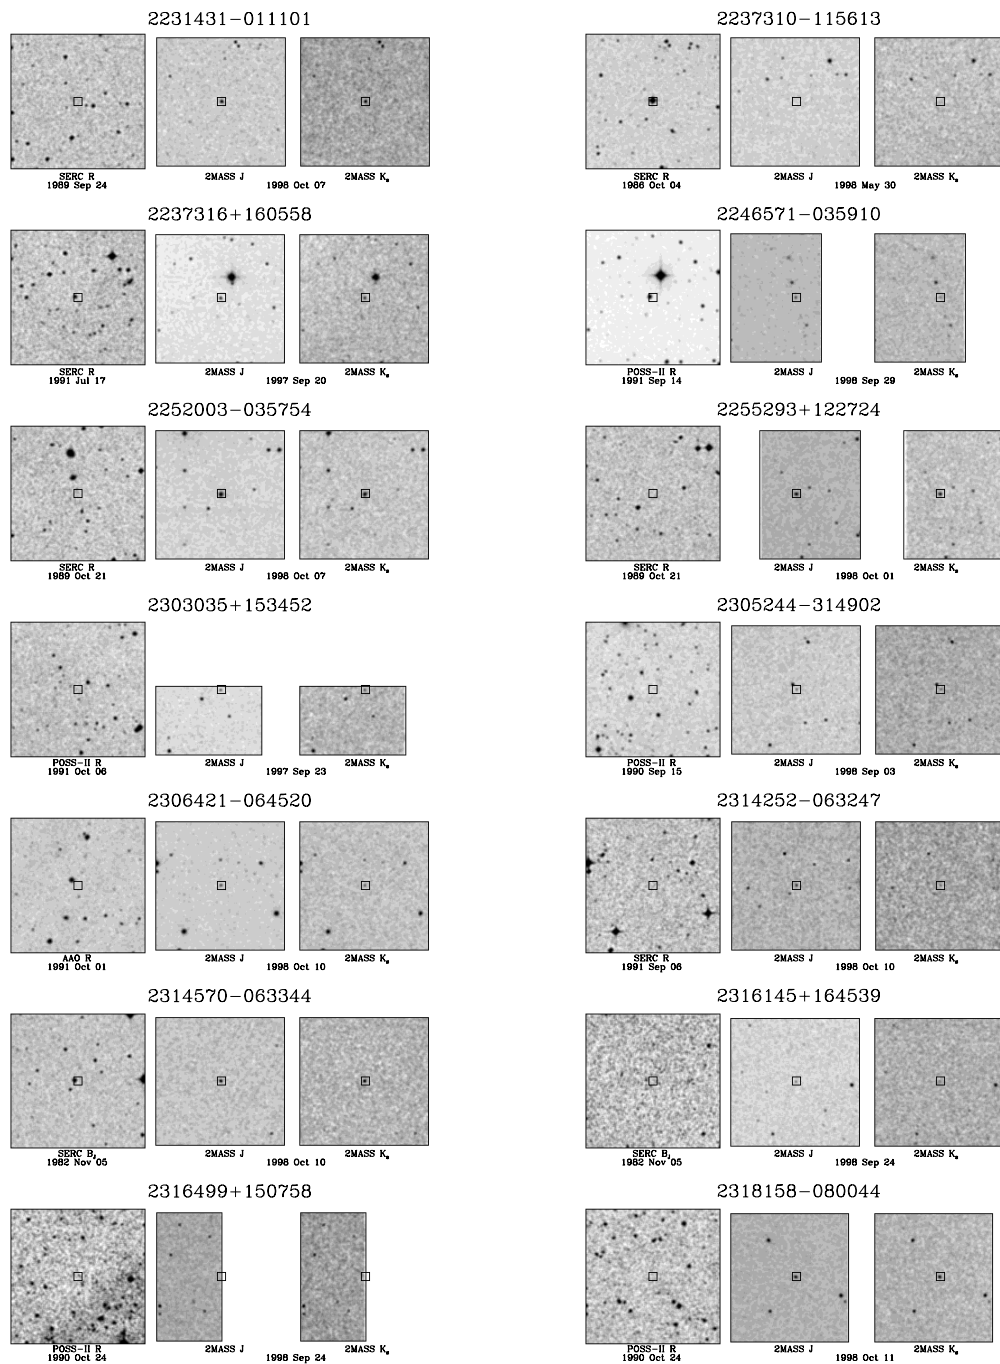 2231431-011101
SERC R
1989 Sep 24
2MASS J
1998 Oct 07
2MASS Ks
2237310-115613
SERC R
1986 Oct 04
2MASS J
1998 May 30
2MASS Ks
2237316+160558
SERC R
1991 Jul 17
2MASS J
1997 Sep 20
2MASS Ks
2246571-035910
POSS-II R
1991 Sep 14
2MASS J
1998 Sep 29
2MASS Ks
2252003-035754
SERC R
1989 Oct 21
2MASS J
1998 Oct 07
2MASS Ks
2255293+122724
SERC R
1989 Oct 21
2MASS J
1998 Oct 01
2MASS Ks
2303035+153452
POSS-II R
1991 Oct 06
2MASS J
1997 Sep 23
2MASS Ks
2305244-314902
POSS-II R
1990 Sep 15
2MASS J
1998 Sep 03
2MASS Ks
2306421-064520
AAO R
1991 Oct 01
2MASS J
1998 Oct 10
2MASS Ks
2314252-063247
SERC R
1991 Sep 06
2MASS J
1998 Oct 10
2MASS Ks
2314570-063344
SERC BJ
1982 Nov 05
2MASS J
1998 Oct 10
2MASS Ks
2316145+164539
SERC BJ
1982 Nov 05
2MASS J
1998 Sep 24
2MASS Ks
2316499+150758
POSS-II R
1990 Oct 24
2MASS J
1998 Sep 24
2MASS Ks
2318158-080044
POSS-II R
1990 Oct 24
2MASS J
1998 Oct 11
2MASS Ks